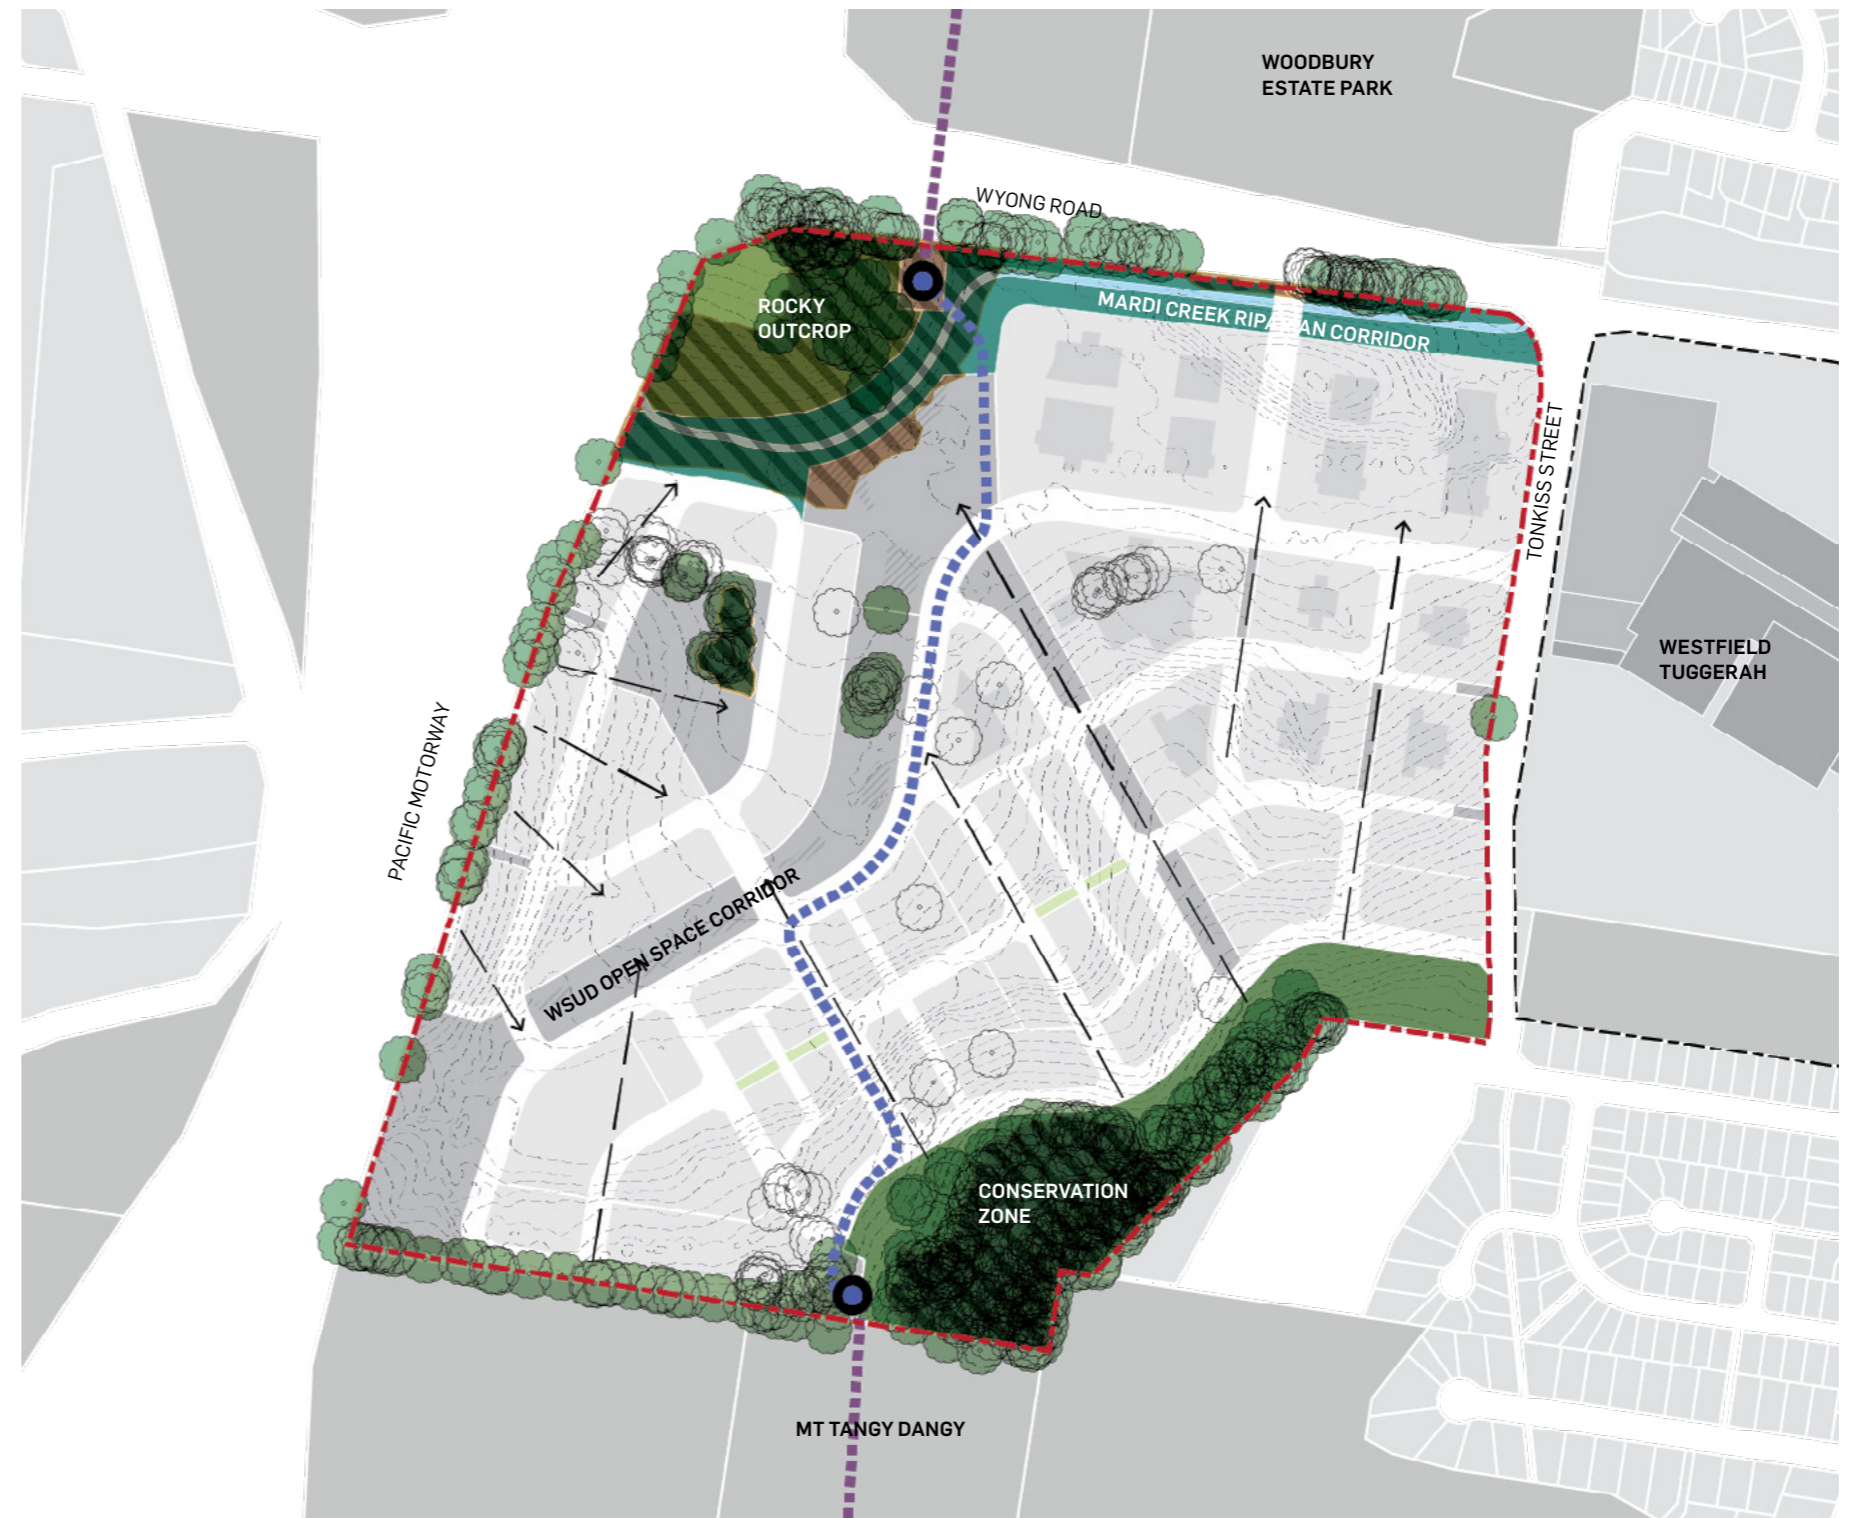 WOODBURY
ESTATE PARK
WYONG ROAD
ROCKY
OUTCROP
MARDI CREEK RIPARIAN CORRIDOR
TONKISS STREET
WESTFIELD
TUGGERAH
PACIFIC MOTORWAY
WSUD OPEN SPACE CORRIDOR
CONSERVATION
ZONE
MT TANGY DANGY